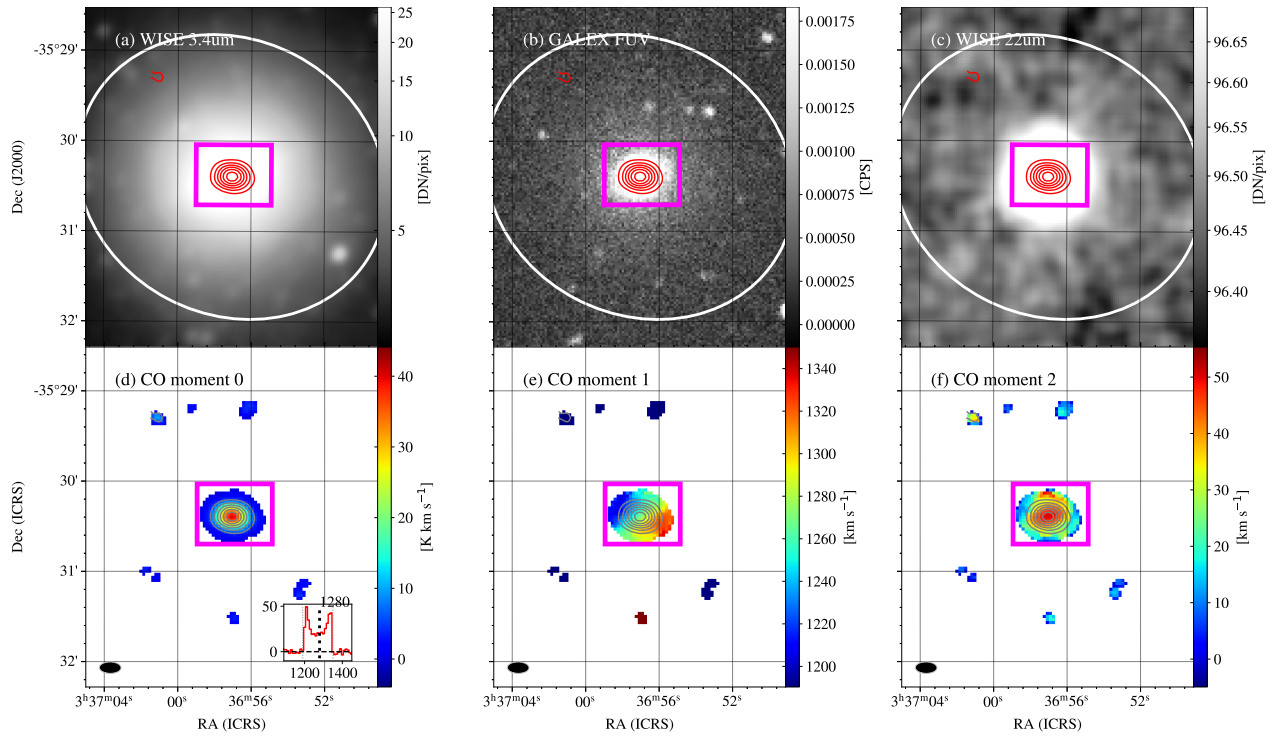 (a) WISE 3.4um
(b) GALEX FUV
(c) WISE 22um
-35°29'
30'
31'
32'
Dec (J2000)
25
20
15
10
5
[DN/pix]
0.00175
0.00150
0.00125
0.00100
0.00075
0.00050
0.00025
0.00000
[CPS]
96.65
96.60
96.55
96.50
96.45
96.40
[DN/pix]
(d) CO moment 0
(e) CO moment 1
(f) CO moment 2
-35°29'
30'
31'
32'
Dec (ICRS)
40
30
20
10
0
[K km s⁻¹]
1340
1320
1300
1280
1260
1240
1220
1200
[km s⁻¹]
50
40
30
20
10
0
[km s⁻¹]
1280
50
0
1200 1400
3ʰ37ᵐ04ˢ 00ˢ 36ᵐ56ˢ 52ˢ
3ʰ37ᵐ04ˢ 00ˢ 36ᵐ56ˢ 52ˢ
3ʰ37ᵐ04ˢ 00ˢ 36ᵐ56ˢ 52ˢ
RA (ICRS)
RA (ICRS)
RA (ICRS)